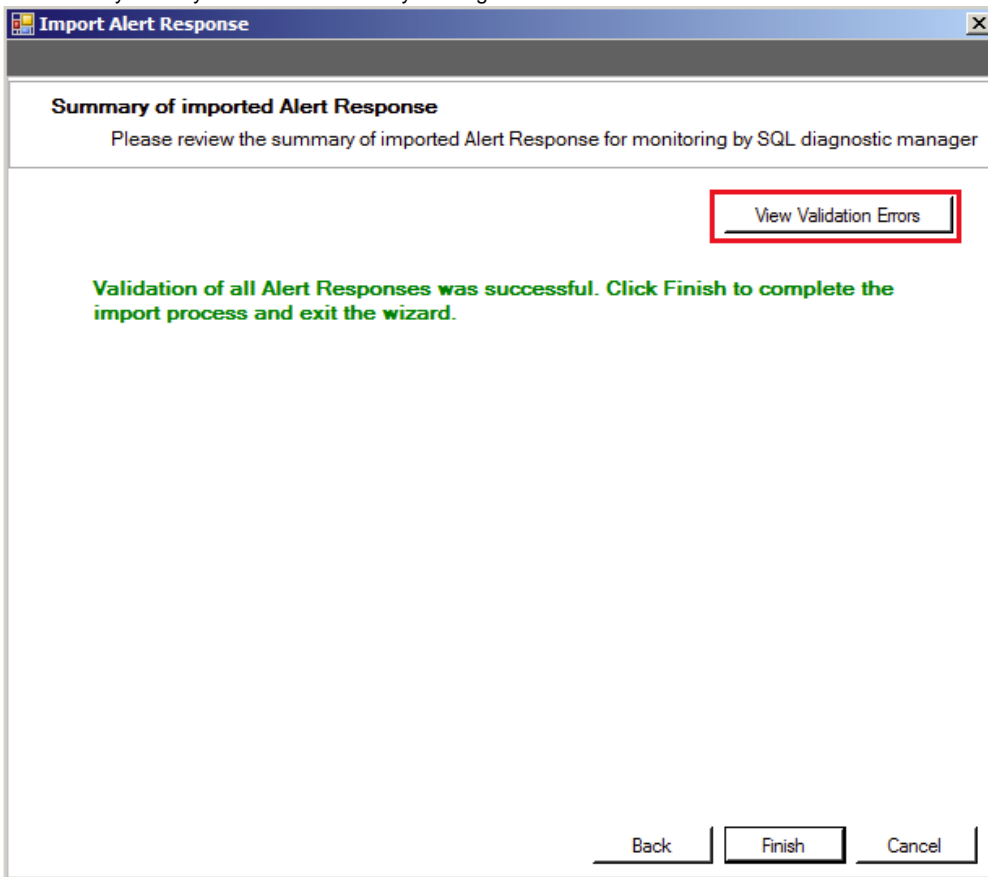 Import Alert Response
Summary of imported Alert Response
Please review the summary of imported Alert Response for monitoring by SQL diagnostic manager
View Validation Errors
Validation of all Alert Responses was successful. Click Finish to complete the
import process and exit the wizard.
Back Finish Cancel